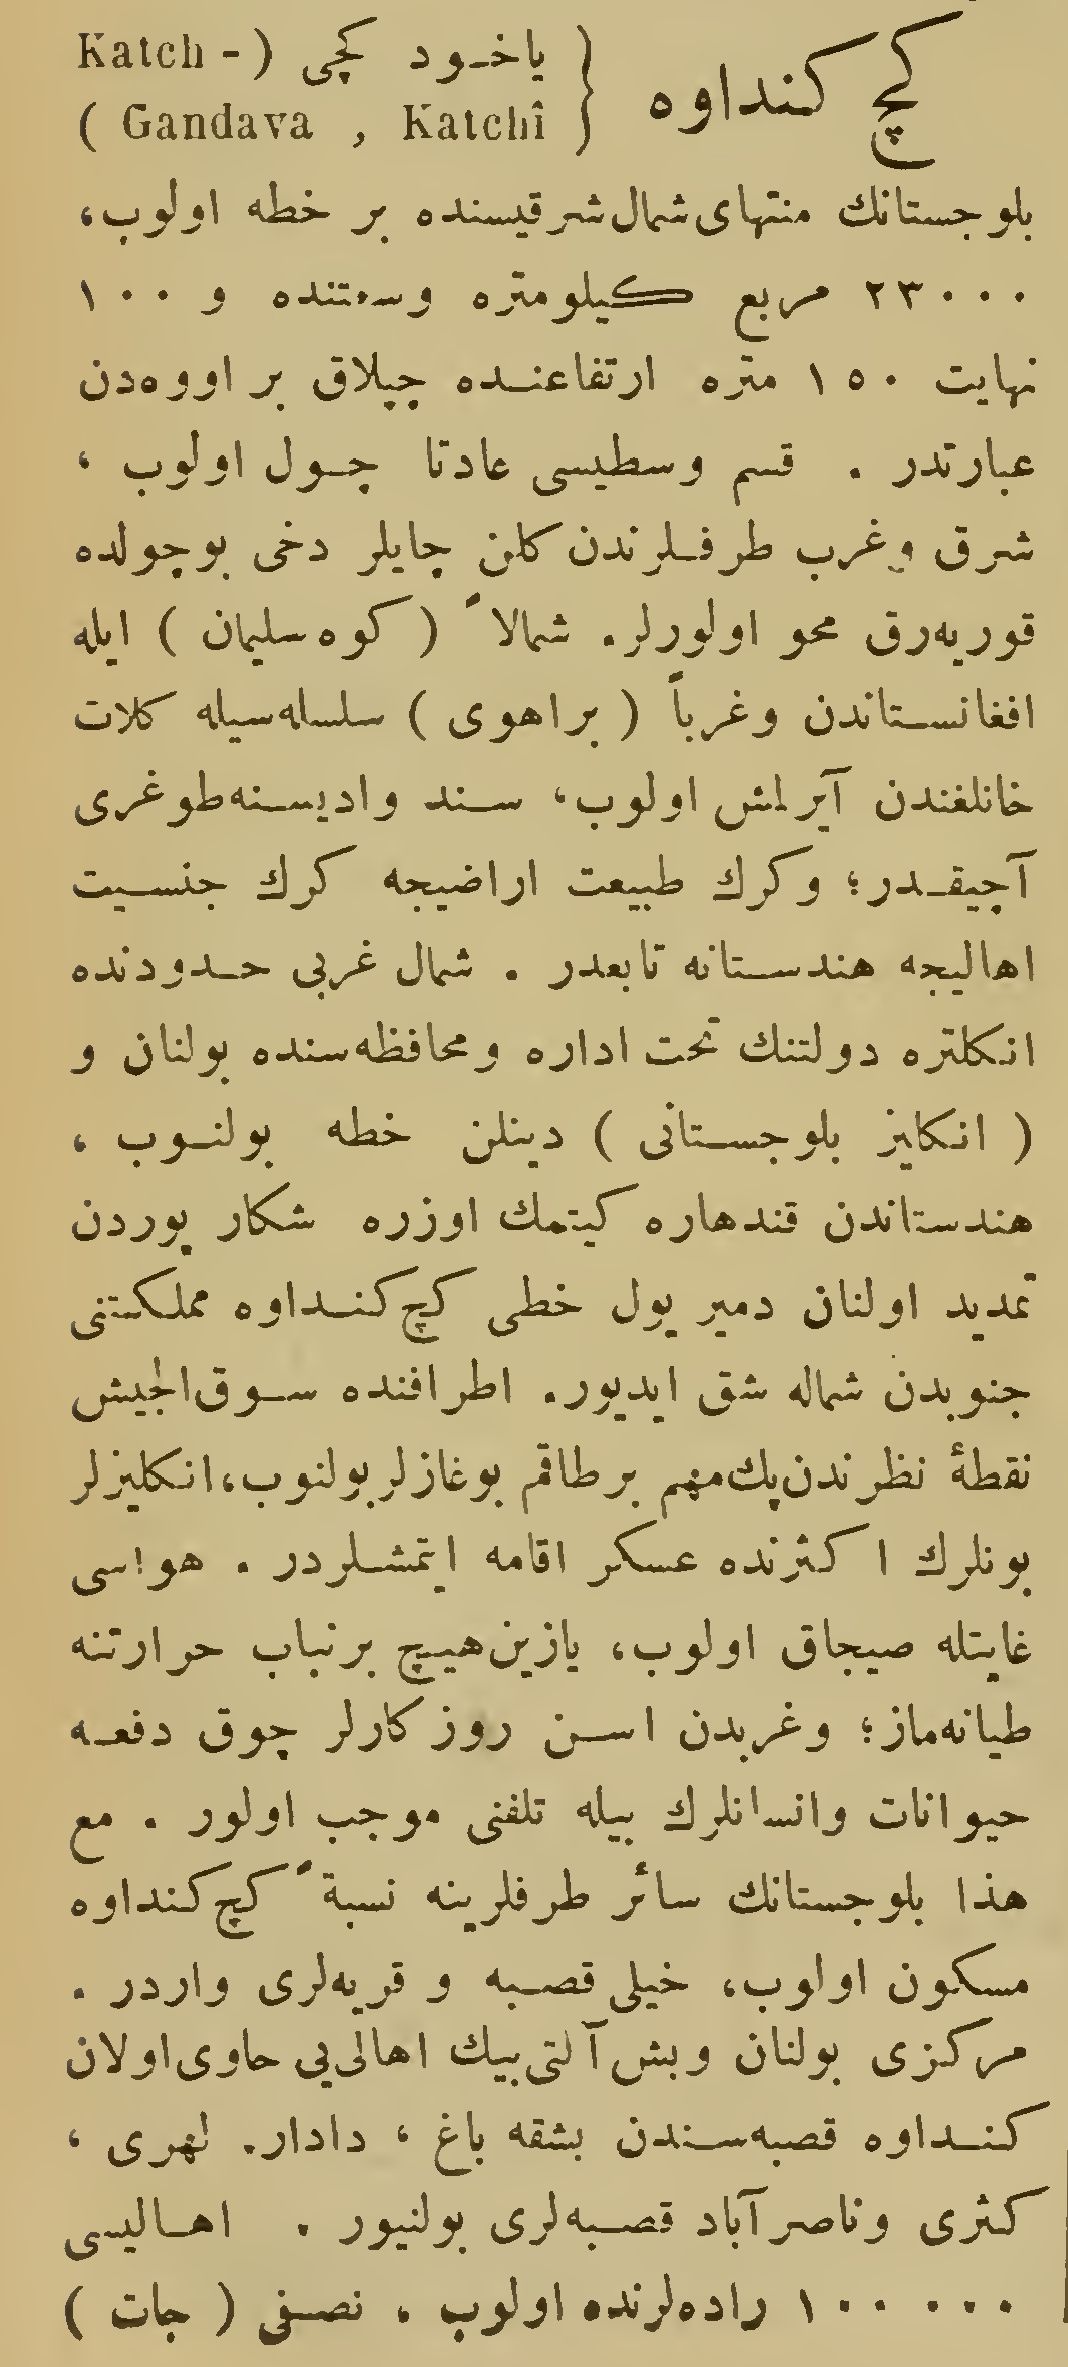 كچ كنداوه { ياخود كچى ( Katch-
Gandava , Katchî )
بلوجستانك منتهاى شمال شرقيسنده بر خطه اولوب،
٢٣٠٠٠ مربع كيلومتره وسعتنده و ١٠٠
نهايت ١٥٠ متره ارتفاعنده چپلاق بر اووه‌دن
عبارتدر . قسم وسطيسى عادتا چول اولوب ،
شرق وغرب طرفلرندن كلن چايلر دخى بوچولده
قوريه‌رق محو اولورلر. شمالاً ( كوه سليمان ) ايله
افغانستاندن وغرباً ( براهوى ) سلسله‌سيله كلات
خانلغندن آيرلمش اولوب، سند واديسنه طوغرى
آچيقدر؛ وكرك طبيعت اراضيجه كرك جنسيت
اهاليجه هندستانه تابعدر . شمال غربى حدودنده
انكلتره دولتنك تحت اداره ومحافظه‌سنده بولنان و
( انكليز بلوجستانى ) دينلن خطه بولنوب ،
هندستاندن قندهاره كيتمك اوزره شكار پوردن
تمديد اولنان دمير يول خطى كچ كنداوه مملكتنى
جنوبدن شماله شق ايديور. اطرافنده سوق الجيش
نقطهٔ نظرندن پك مهم بر طاقم بوغازلر بولنوب،انكليزلر
بونلرك اكثرنده عسكر اقامه ايتمشلردر . هواسى
غايتله صيجاق اولوب، يازين هيچ بر نباب حرارتنه
طيانه‌ماز؛ وغربدن اسن روزكارلر چوق دفعه
حيوانات وانسانلرك بيله تلفنى موجب اولور . مع
هذا بلوجستانك سائر طرفلرينه نسبةً كچ كنداوه
مسكون اولوب، خيلى قصبه و قريه‌لرى واردر .
مركزى بولنان وبش آلتى بيك اهالى‌يى حاوى اولان
كنداوه قصبه‌سندن بشقه باغ ، دادار. لهرى ،
كثرى وناصرآباد قصبه‌لرى بولنيور . اهاليسى
١٠٠٠٠٠ راده‌لرنده اولوب ، نصفى ( جات )